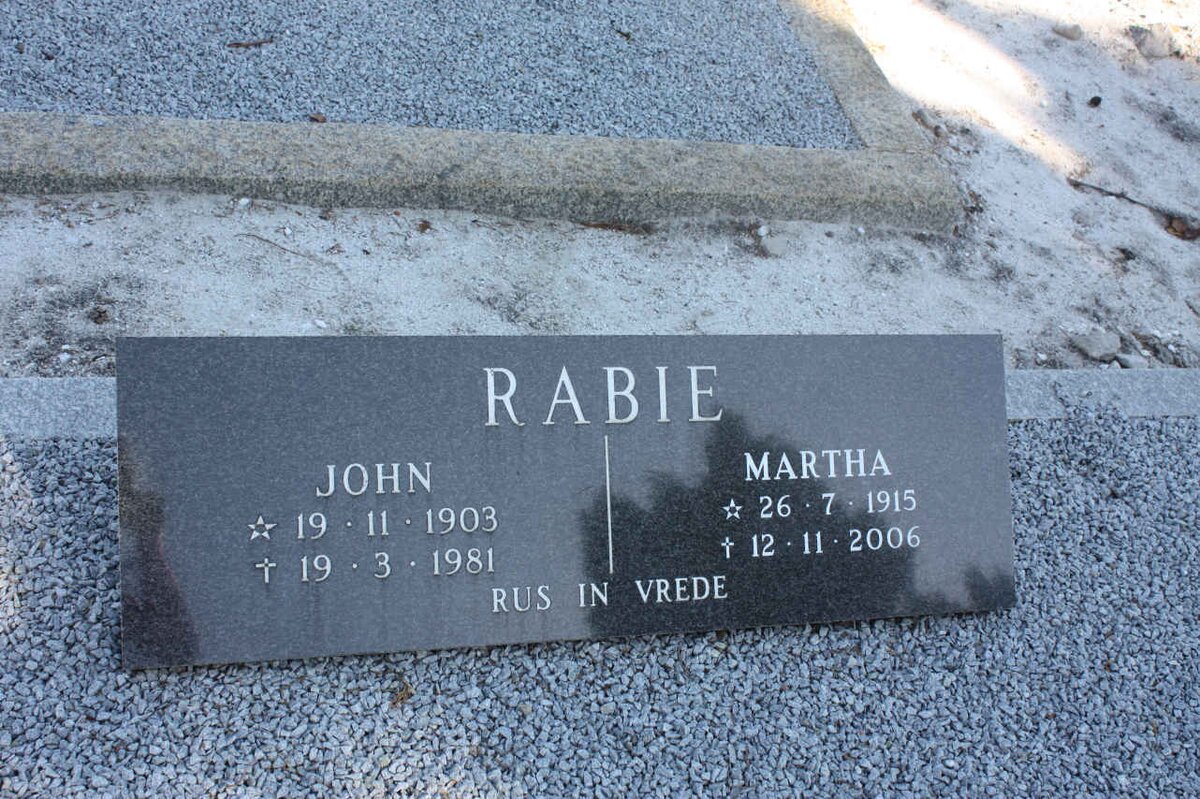 RABIE
JOHN
☆ 19 · 11 · 1903
† 19 · 3 · 1981
MARTHA
☆ 26 · 7 · 1915
† 12 · 11 · 2006
RUS IN VREDE